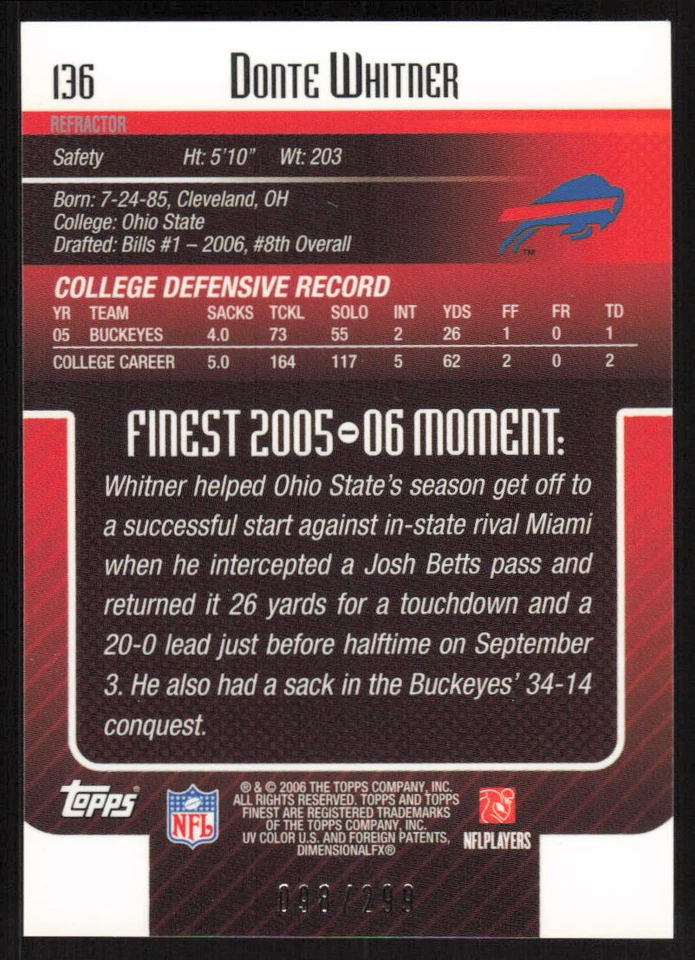 136 DONTE WHITNER
REFRACTOR
Safety Ht: 5'10" Wt: 203
Born: 7-24-85, Cleveland, OH
College: Ohio State
Drafted: Bills #1 – 2006, #8th Overall
TM
COLLEGE DEFENSIVE RECORD
YR TEAM SACKS TCKL SOLO INT YDS FF FR TD
05 BUCKEYES 4.0 73 55 2 26 1 0 1
COLLEGE CAREER 5.0 164 117 5 62 2 0 2
FINEST 2005-06 MOMENT:
Whitner helped Ohio State's season get off to
a successful start against in-state rival Miami
when he intercepted a Josh Betts pass and
returned it 26 yards for a touchdown and a
20-0 lead just before halftime on September
3. He also had a sack in the Buckeyes' 34-14
conquest.
Topps®
NFL
® & © 2006 THE TOPPS COMPANY, INC.
ALL RIGHTS RESERVED. TOPPS AND TOPPS
FINEST ARE REGISTERED TRADEMARKS
OF THE TOPPS COMPANY, INC.
UV COLOR U.S. AND FOREIGN PATENTS,
DIMENSIONALFX®
NFLPLAYERS